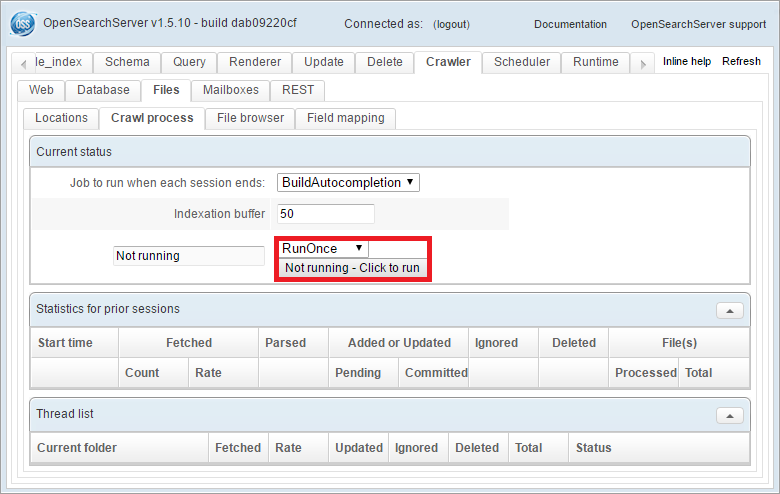 OSS OpenSearchServer v1.5.10 - build dab09220cf Connected as: (logout) Documentation OpenSearchServer support
le_index Schema Query Renderer Update Delete Crawler Scheduler Runtime Inline help Refresh
Web Database Files Mailboxes REST
Locations Crawl process File browser Field mapping
Current status
Job to run when each session ends: BuildAutocompletion
Indexation buffer 50
Not running RunOnce
Not running - Click to run
Statistics for prior sessions
Start time Fetched Parsed Added or Updated Ignored Deleted File(s)
Count Rate Pending Committed Processed Total
Thread list
Current folder Fetched Rate Updated Ignored Deleted Total Status